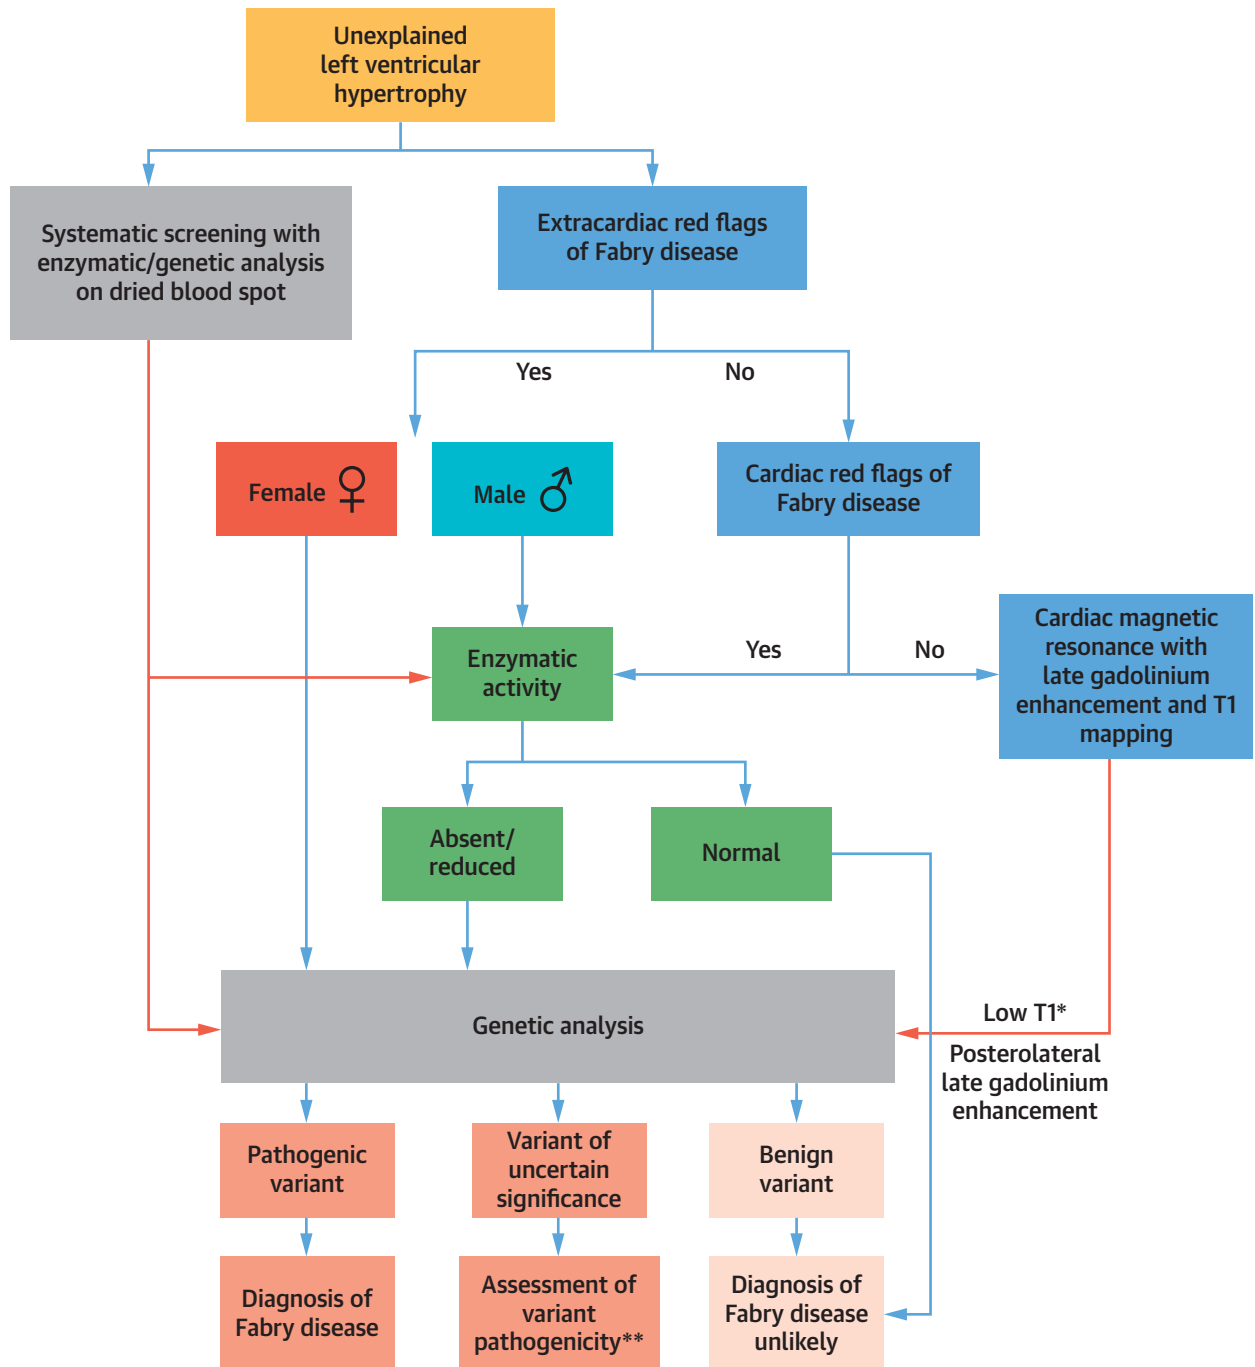 Unexplained
left ventricular
hypertrophy
Systematic screening with
enzymatic/genetic analysis
on dried blood spot
Extracardiac red flags
of Fabry disease
Yes
No
Female ♀
Male ♂
Cardiac red flags of
Fabry disease
Enzymatic
activity
Yes
No
Cardiac magnetic
resonance with
late gadolinium
enhancement and T1
mapping
Absent/
reduced
Normal
Genetic analysis
Low T1*
Posterolateral
late gadolinium
enhancement
Pathogenic
variant
Variant of
uncertain
significance
Benign
variant
Diagnosis of
Fabry disease
Assessment of
variant
pathogenicity**
Diagnosis of
Fabry disease
unlikely